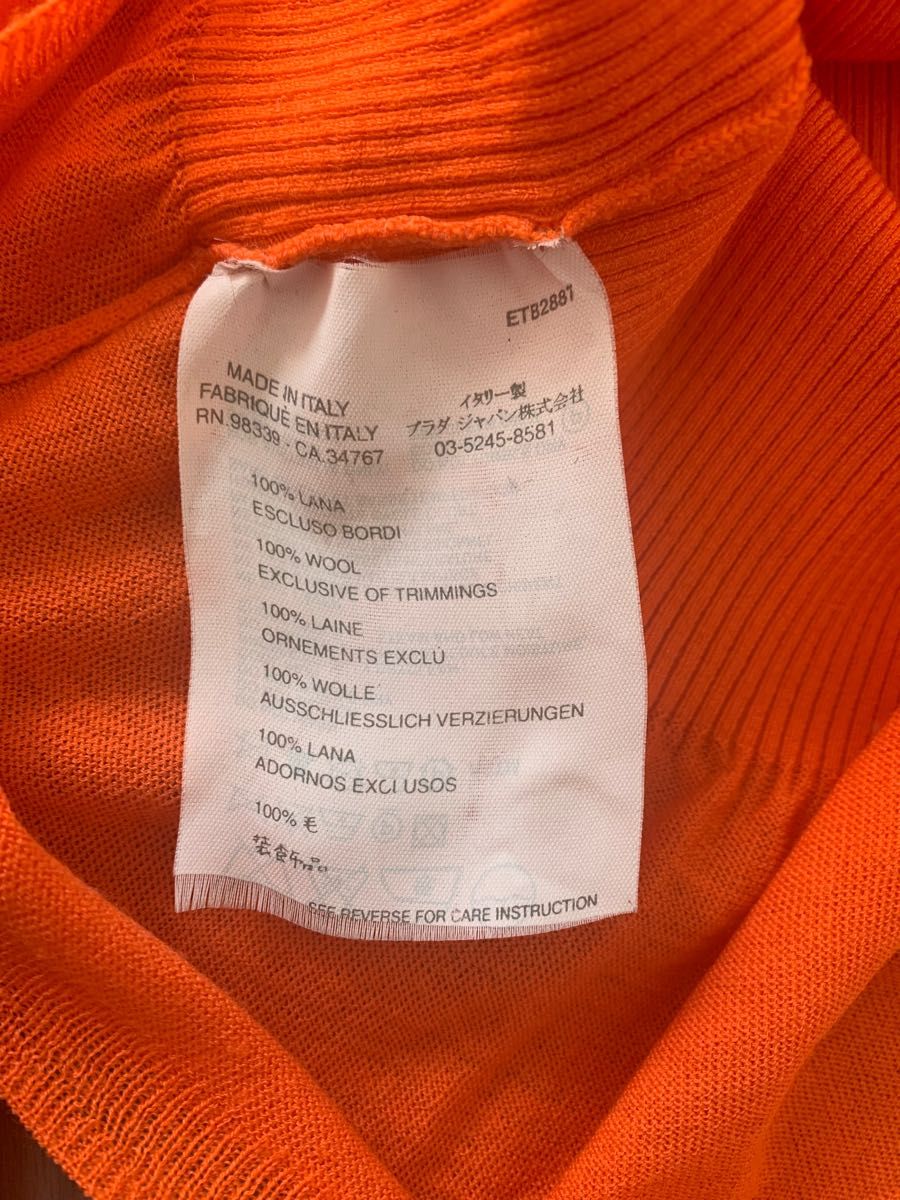 ETB2887
MADE IN ITALY
FABRIQUÉ EN ITALY
RN.98339 - CA.34767
イタリー製
プラダ ジャパン株式会社
03-5245-8581
100% LANA
ESCLUSO BORDI
100% WOOL
EXCLUSIVE OF TRIMMINGS
100% LAINE
ORNEMENTS EXCLU
100% WOLLE
AUSSCHLIESSLICH VERZIERUNGEN
100% LANA
ADORNOS EXCLUSOS
100% 毛
SEE REVERSE FOR CARE INSTRUCTION